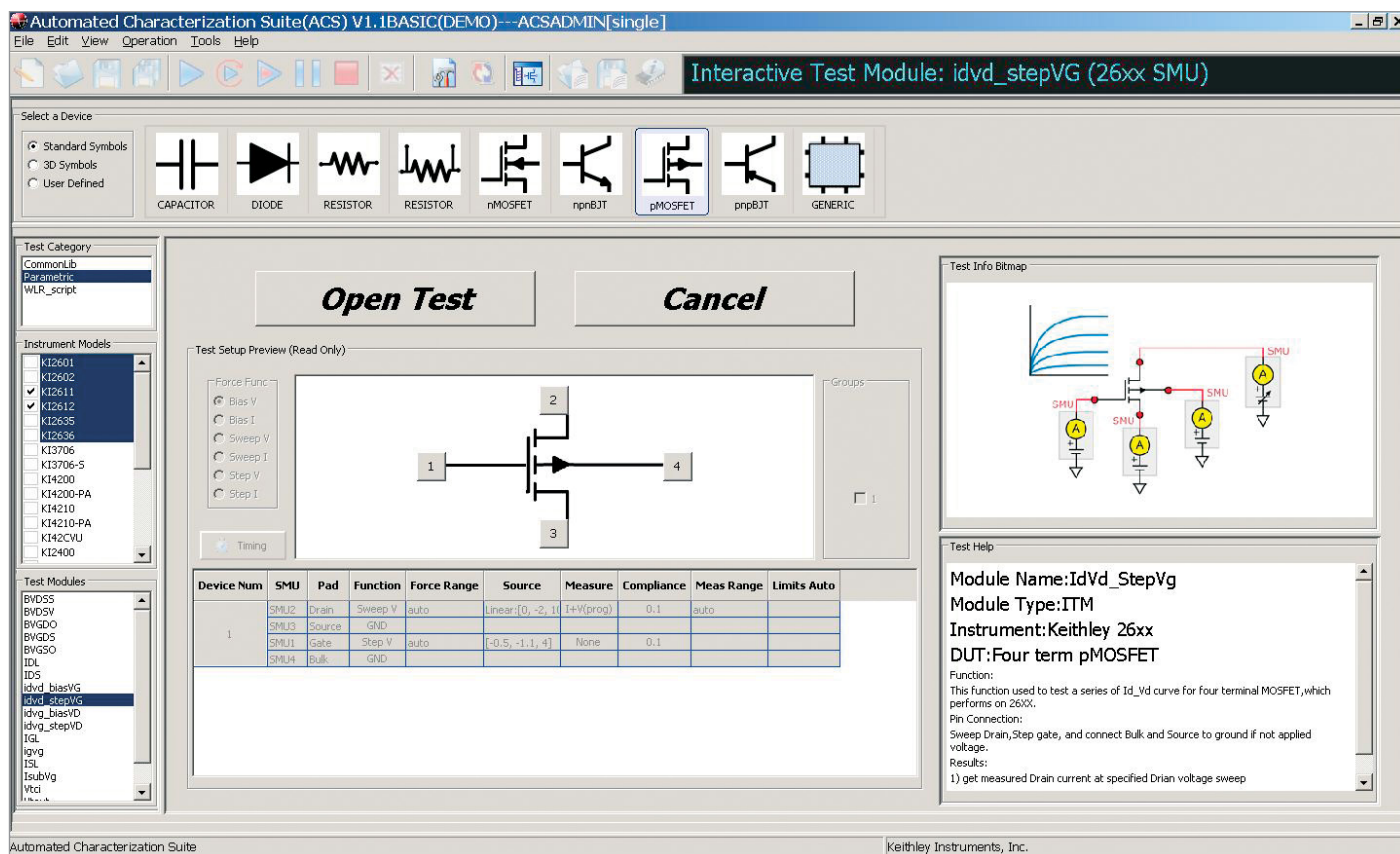 Automated Characterization Suite(ACS) V1.1BASIC(DEMO)---ACSADMIN[single]
File Edit View Operation Tools Help
Interactive Test Module: idvd_stepVG (26xx SMU)
Select a Device
Standard Symbols
3D Symbols
User Defined
CAPACITOR DIODE RESISTOR RESISTOR nMOSFET npnBJT pMOSFET pnpBJT GENERIC
Test Category
CommonLib
Parametric
WLR_script
Instrument Models
KI2601
KI2602
KI2611
KI2612
KI2635
KI2636
KI3706
KI3706-S
KI4200
KI4200-PA
KI4210
KI4210-PA
KI42CVU
KI2400
Test Modules
BVDSS
BVDSV
BVGDO
BVGDS
BVGSO
IDL
IDS
idvd_biasVG
idvd_stepVG
idvg_biasVD
idvg_stepVD
IGL
igvg
ISL
IsubVg
Vtci
Open Test
Cancel
Test Setup Preview (Read Only)
Force Func
Bias V
Bias I
Sweep V
Sweep I
Step V
Step I
Timing
2
1
4
3
Groups
1
Device Num SMU Pad Function Force Range Source Measure Compliance Meas Range Limits Auto
1
SMU2 Drain Sweep V auto Linear:[0, -2, 1( I+V(prog) 0.1 auto
SMU3 Source GND
SMU1 Gate Step V auto [-0.5, -1.1, 4] None 0.1
SMU4 Bulk GND
Test Info Bitmap
SMU
A
SMU
A
SMU
A
SMU
A
Test Help
Module Name:IdVd_StepVg
Module Type:ITM
Instrument:Keithley 26xx
DUT:Four term pMOSFET
Function:
This function used to test a series of Id_Vd curve for four terminal MOSFET,which
performs on 26XX.
Pin Connection:
Sweep Drain,Step gate, and connect Bulk and Source to ground if not applied
voltage.
Results:
1) get measured Drain current at specified Drian voltage sweep
Automated Characterization Suite
Keithley Instruments, Inc.